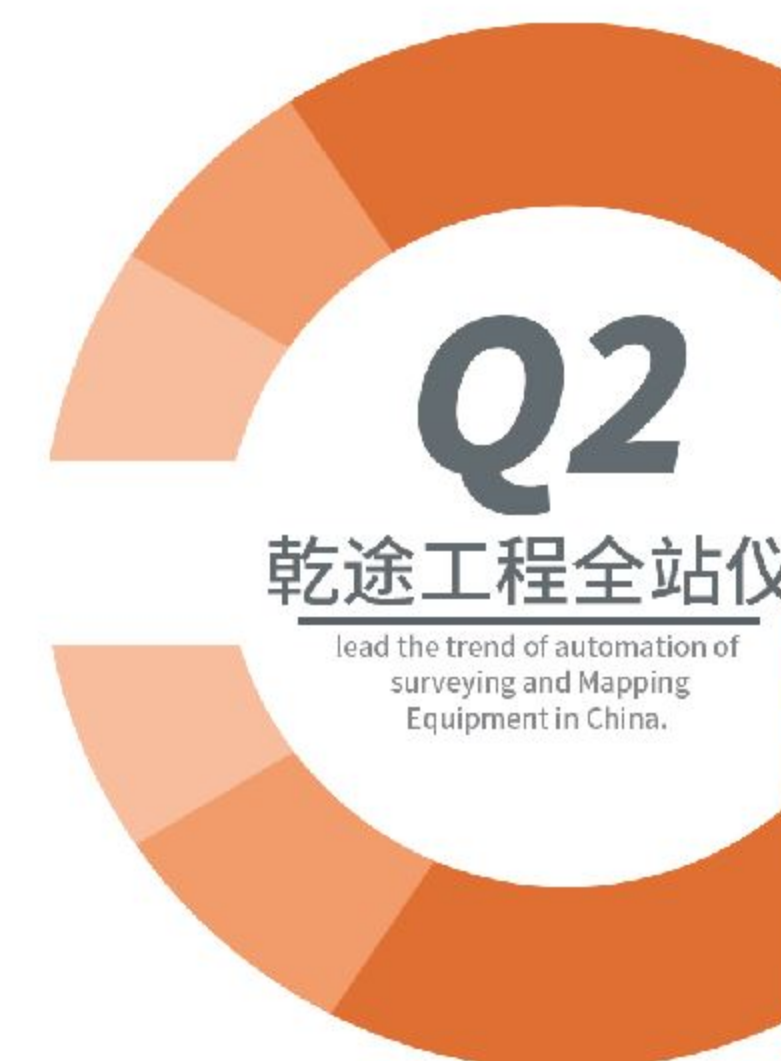 Q2
乾途工程全站仪
lead the trend of automation of
surveying and Mapping
Equipment in China.